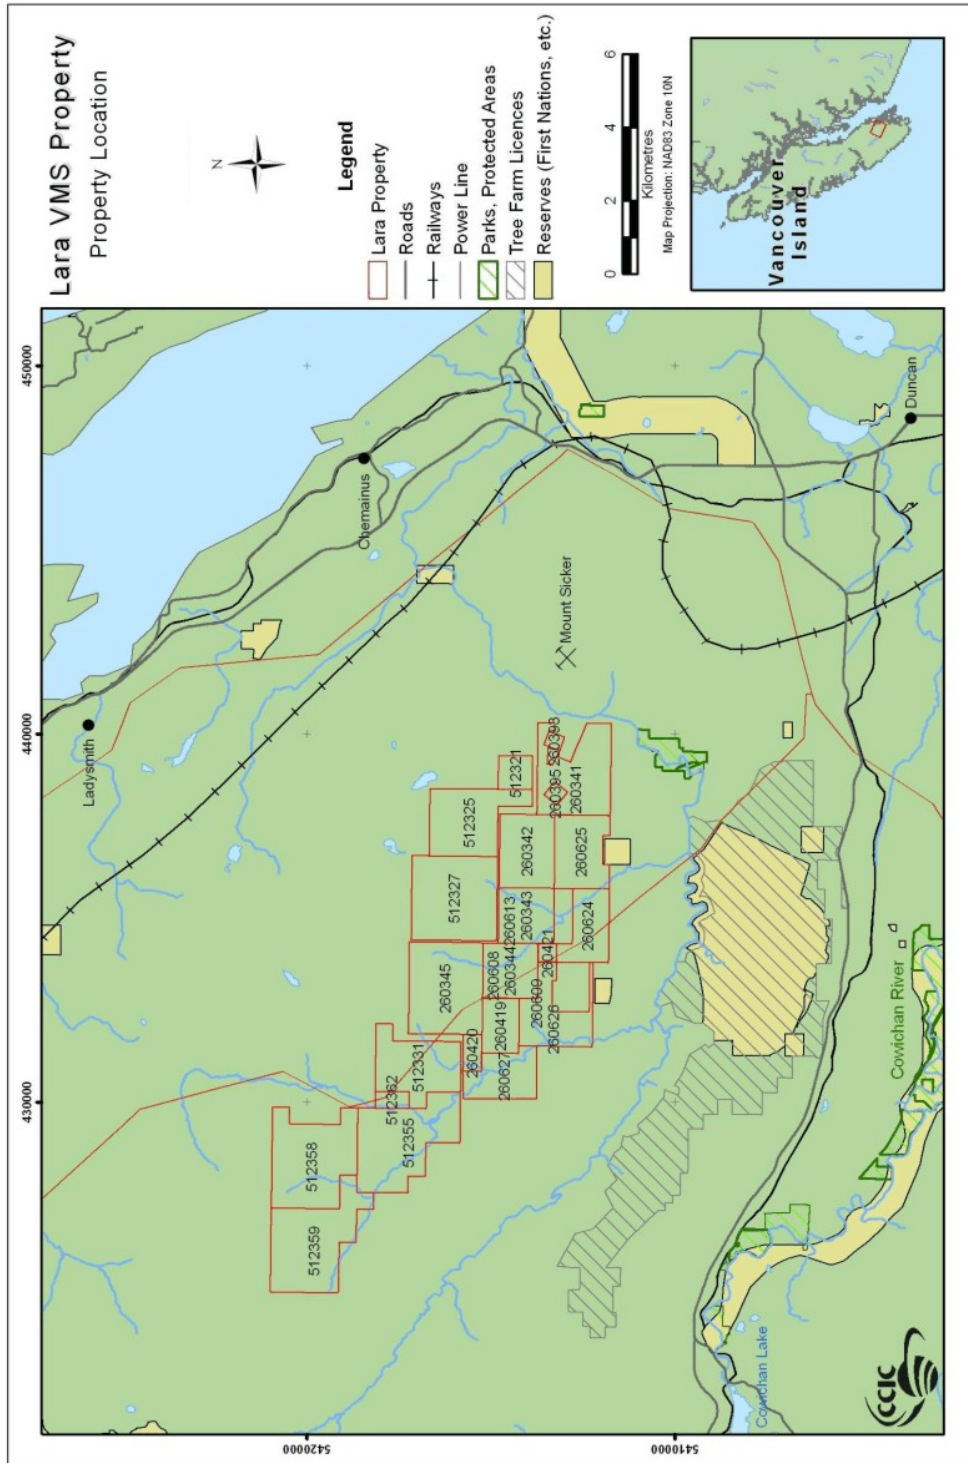 Lara VMS Property
Property Location
N
Legend
Lara Property
Roads
Railways
Power Line
Parks, Protected Areas
Tree Farm Licences
Reserves (First Nations, etc.)
0 2 4 6
Kilometres
Map Projection: NAD83 Zone 10N
Vancouver
Island
430000
440000
450000
5420000
5410000
Ladysmith
Chemainus
Mount Sicker
Duncan
Cowichan River
Cowichan Lake
512359
512358
512355
512362
512331
260345
512327
512325
512321
260420
260627
260419
260608
260344
260613
260343
260342
260609
260626
260421
260624
260625
260395
260398
260341
CCIC